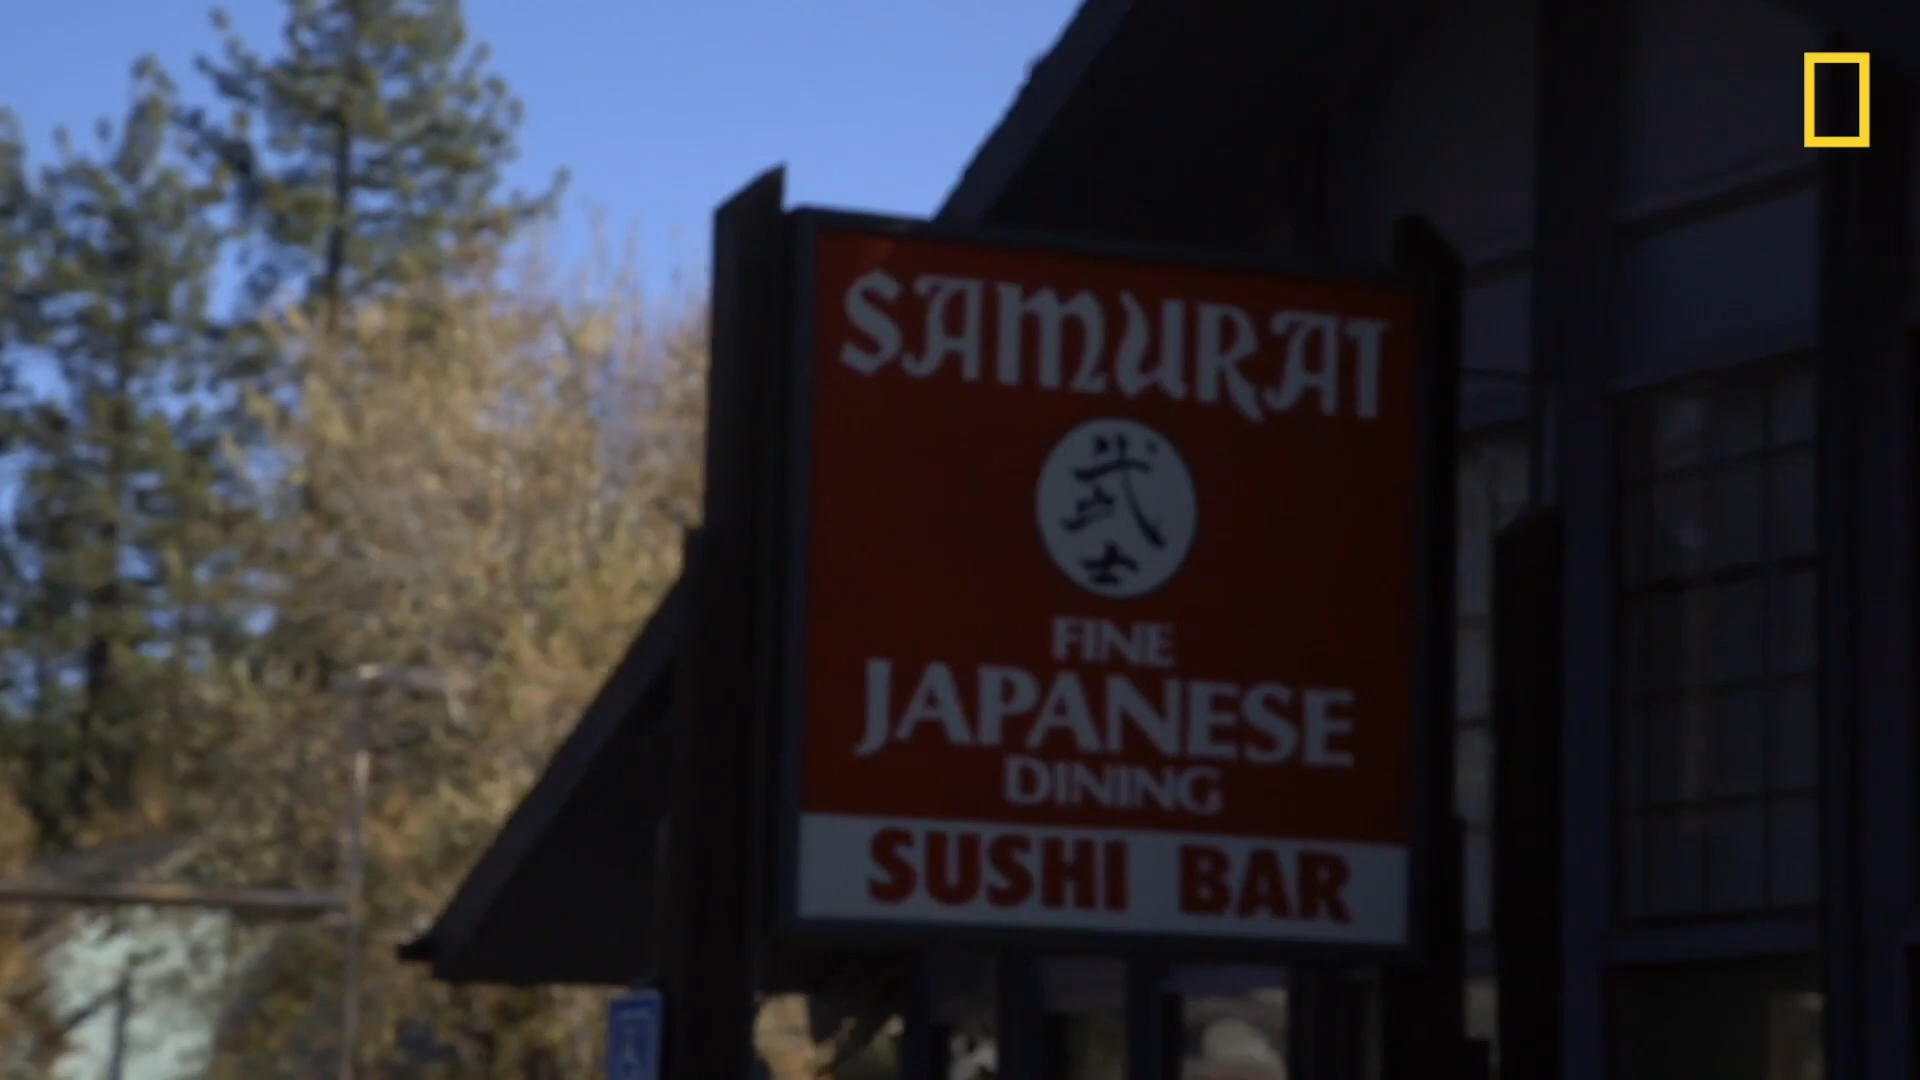 SAMURAI
武
士
FINE
JAPANESE
DINING
SUSHI BAR